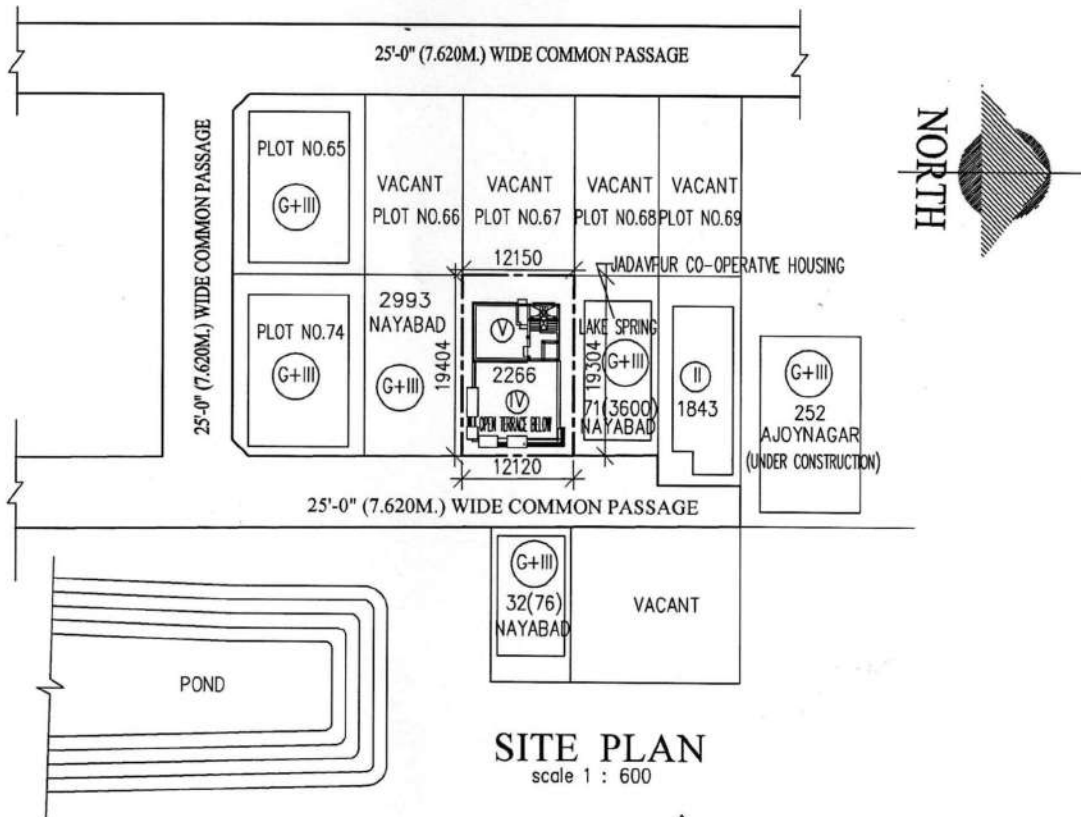 25'-0" (7.620M.) WIDE COMMON PASSAGE
NORTH
25'-0" (7.620M.) WIDE COMMON PASSAGE
PLOT NO.65
G+III
VACANT
PLOT NO.66
VACANT
PLOT NO.67
VACANT
PLOT NO.68
VACANT
PLOT NO.69
12150
JADAVPUR CO-OPERATVE HOUSING
PLOT NO.74
G+III
2993
NAYABAD
G+III
19404
V
2266
IV
OPEN TERRACE BELOW
12120
LAKE SPRING
G+III
19304
71(3600)
NAYABAD
II
1843
G+III
252
AJOYNAGAR
(UNDER CONSTRUCTION)
25'-0" (7.620M.) WIDE COMMON PASSAGE
G+III
32(76)
NAYABAD
VACANT
POND
SITE PLAN
scale 1 : 600